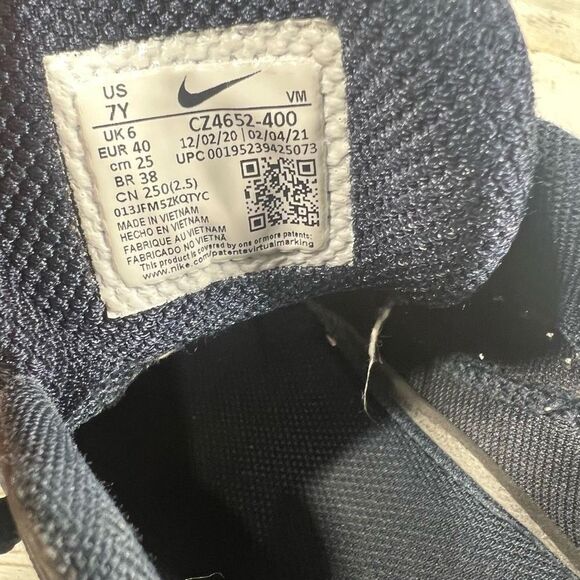 US
7Y
VM
UK 6
CZ4652-400
EUR 40
12/02/20 02/04/21
cm 25
UPC 00195239425073
BR 38
CN 250(2.5)
013JFM5ZKQTYC
MADE IN VIETNAM
HECHO EN VIETNAM
FABRIQUE AU VIETNAM
FABRICADO NO VIETNÃ
This product is covered by one or more patents:
www.nike.com/patentsvirtualmarking